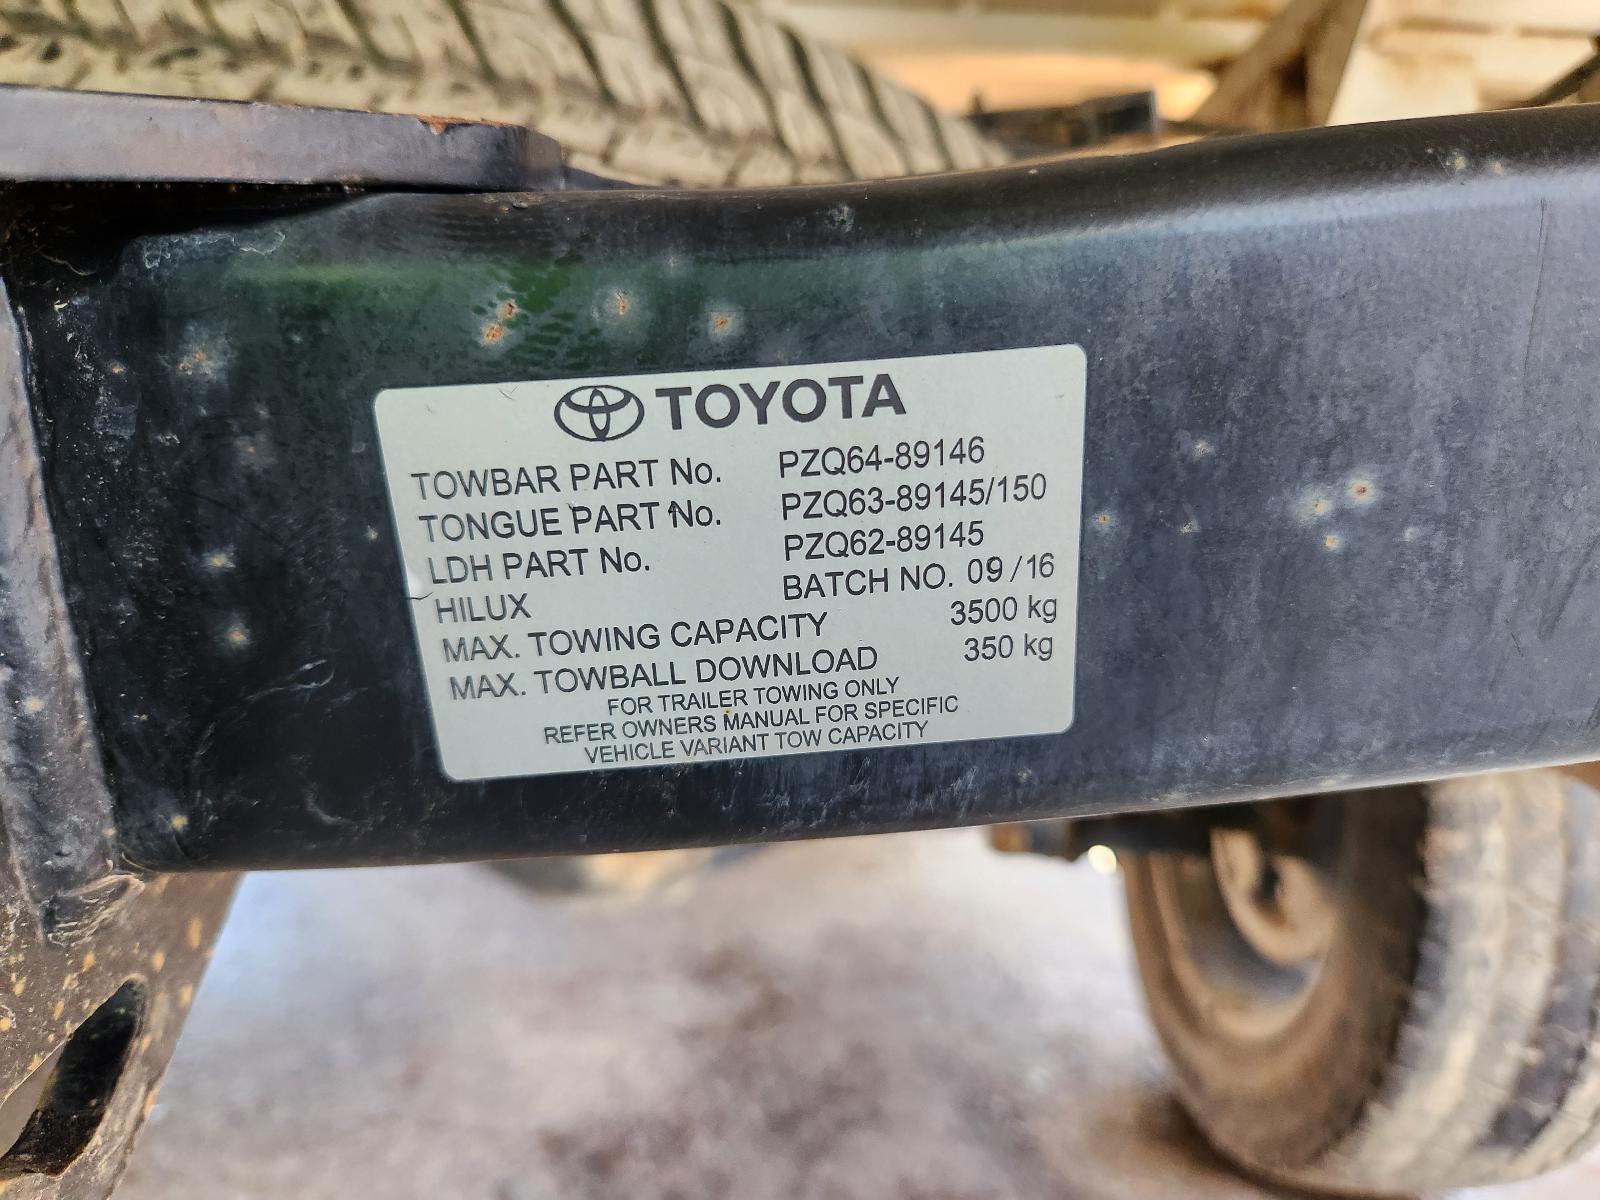 TOYOTA
TOWBAR PART No. PZQ64-89146
TONGUE PART No. PZQ63-89145/150
LDH PART No. PZQ62-89145
HILUX BATCH NO. 09/16
MAX. TOWING CAPACITY 3500 kg
MAX. TOWBALL DOWNLOAD 350 kg
FOR TRAILER TOWING ONLY
REFER OWNERS MANUAL FOR SPECIFIC
VEHICLE VARIANT TOW CAPACITY